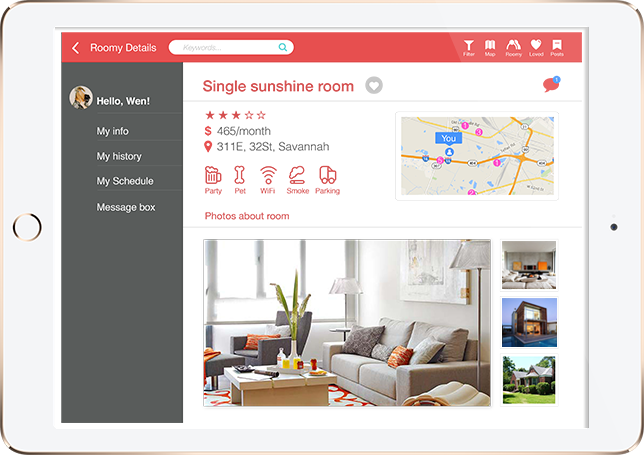 Roomy Details
Keywords...
Filter Map Roomy Loved Posts
Hello, Wen!
My info
My history
My Schedule
Message box
Single sunshine room
1
$ 465/month
311E, 32St, Savannah
Party Pet WiFi Smoke Parking
You
Photos about room